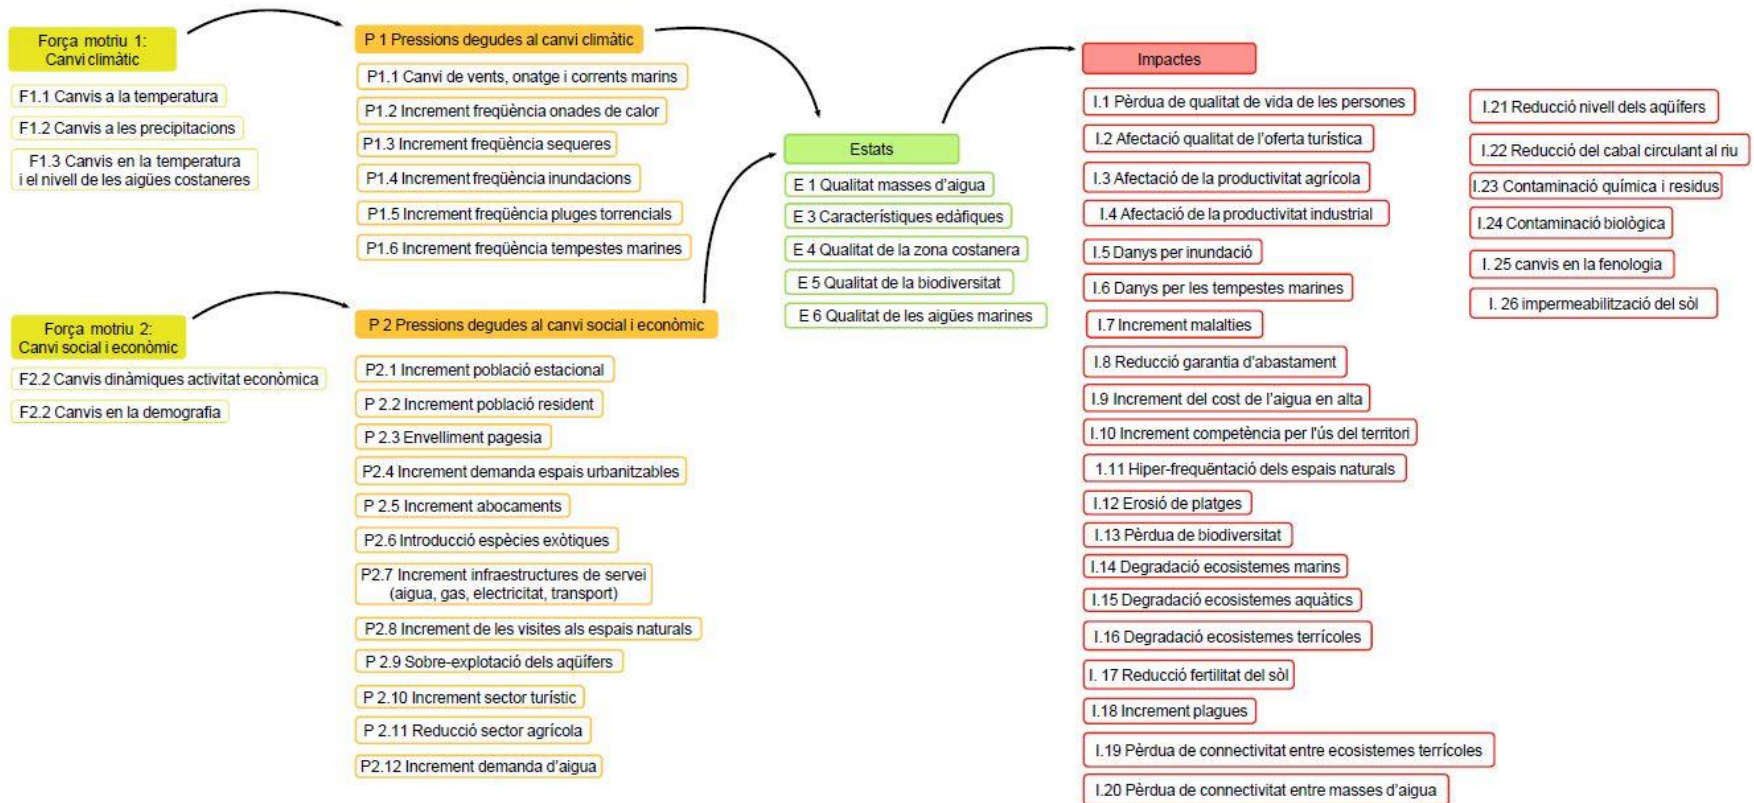 Força motriu 1:
Canvi climàtic
F1.1 Canvis a la temperatura
F1.2 Canvis a les precipitacions
F1.3 Canvis en la temperatura
i el nivell de les aigües costaneres
Força motriu 2:
Canvi social i econòmic
F2.2 Canvis dinàmiques activitat econòmica
F2.2 Canvis en la demografia
P 1 Pressions degudes al canvi climàtic
P1.1 Canvi de vents, onatge i corrents marins
P1.2 Increment freqüència onades de calor
P1.3 Increment freqüència sequeres
P1.4 Increment freqüència inundacions
P1.5 Increment freqüència pluges torrencials
P1.6 Increment freqüència tempestes marines
P 2 Pressions degudes al canvi social i econòmic
P2.1 Increment població estacional
P 2.2 Increment població resident
P 2.3 Envelliment pagesia
P2.4 Increment demanda espais urbanitzables
P 2.5 Increment abocaments
P2.6 Introducció espècies exòtiques
P2.7 Increment infraestructures de servei
(aigua, gas, electricitat, transport)
P2.8 Increment de les visites als espais naturals
P 2.9 Sobre-explotació dels aqüífers
P 2.10 Increment sector turístic
P 2.11 Reducció sector agrícola
P2.12 Increment demanda d'aigua
Estats
E 1 Qualitat masses d'aigua
E 3 Característiques edàfiques
E 4 Qualitat de la zona costanera
E 5 Qualitat de la biodiversitat
E 6 Qualitat de les aigües marines
Impactes
I.1 Pèrdua de qualitat de vida de les persones
I.2 Afectació qualitat de l'oferta turística
I.3 Afectació de la productivitat agrícola
I.4 Afectació de la productivitat industrial
I.5 Danys per inundació
I.6 Danys per les tempestes marines
I.7 Increment malalties
I.8 Reducció garantia d'abastament
I.9 Increment del cost de l'aigua en alta
I.10 Increment competència per l'ús del territori
1.11 Hiper-frequëntació dels espais naturals
I.12 Erosió de platges
I.13 Pèrdua de biodiversitat
I.14 Degradació ecosistemes marins
I.15 Degradació ecosistemes aquàtics
I.16 Degradació ecosistemes terrícoles
I. 17 Reducció fertilitat del sòl
I.18 Increment plagues
I.19 Pèrdua de connectivitat entre ecosistemes terrícoles
I.20 Pèrdua de connectivitat entre masses d'aigua
I.21 Reducció nivell dels aqüífers
I.22 Reducció del cabal circulant al riu
I.23 Contaminació química i residus
I.24 Contaminació biològica
I. 25 canvis en la fenologia
I. 26 impermeabilització del sòl